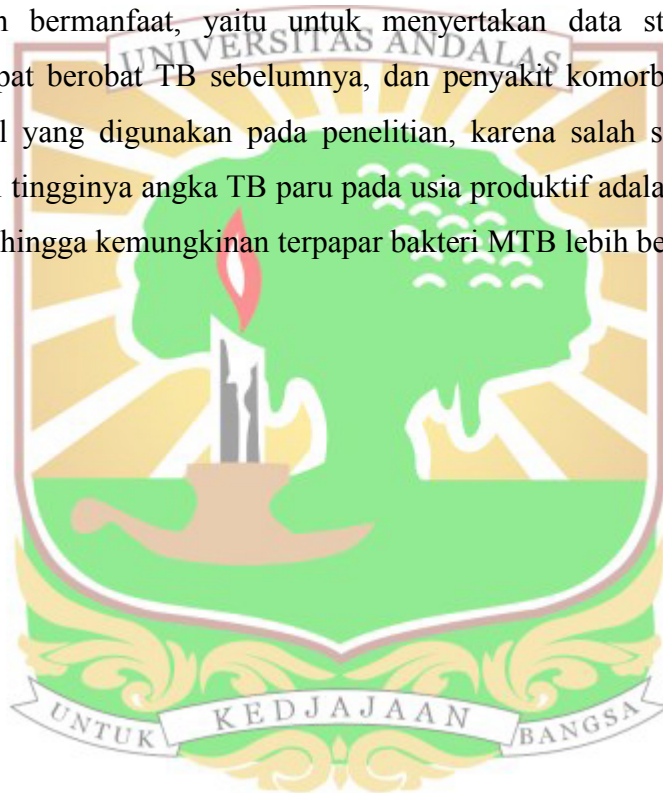 n bermanfaat, yaitu untuk menyertakan data st
UNIVERSITAS ANDALAS
pat berobat TB sebelumnya, dan penyakit komorb
l yang digunakan pada penelitian, karena salah s
tingginya angka TB paru pada usia produktif adala
hingga kemungkinan terpapar bakteri MTB lebih be
UNTUK KEDJAJAAN BANGSA